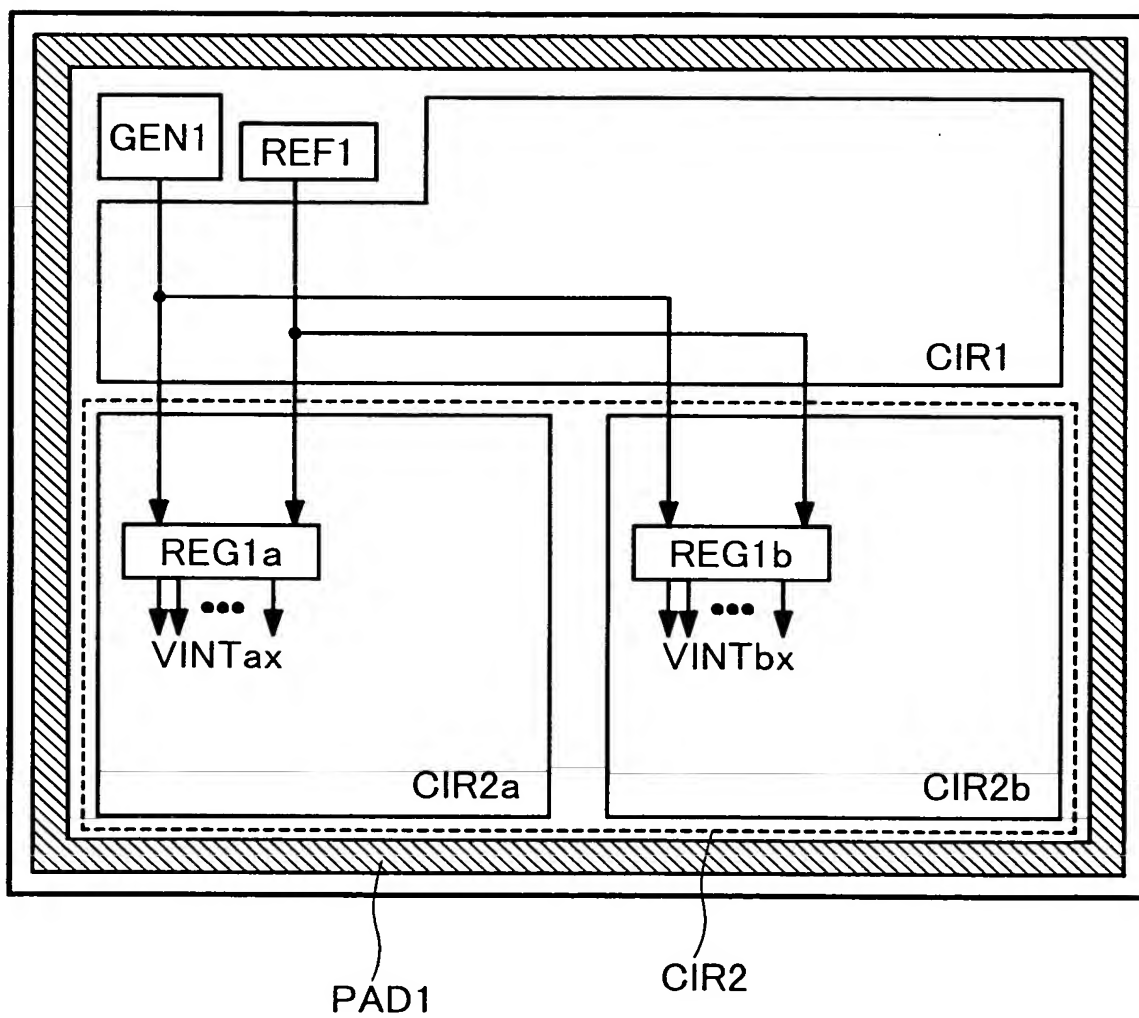 GEN1
REF1
CIR1
REG1a
REG1b
VINTax
VINTbx
CIR2a
CIR2b
PAD1
CIR2